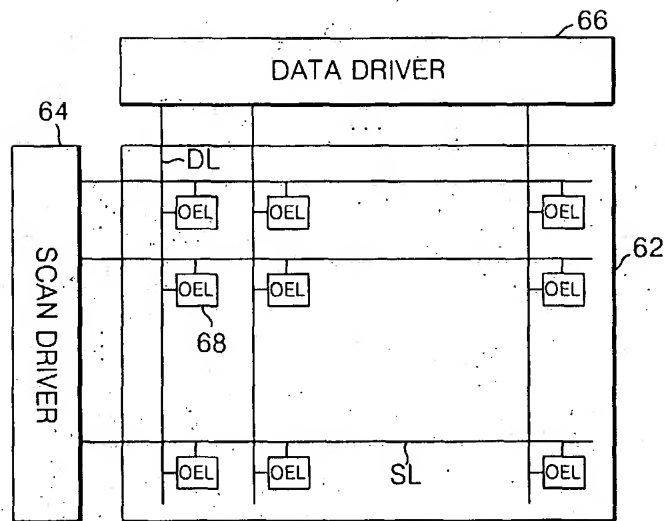 66
DATA DRIVER
64
...
DL
OEL OEL OEL
62
OEL OEL OEL
68
SCAN DRIVER
...
OEL OEL SL OEL